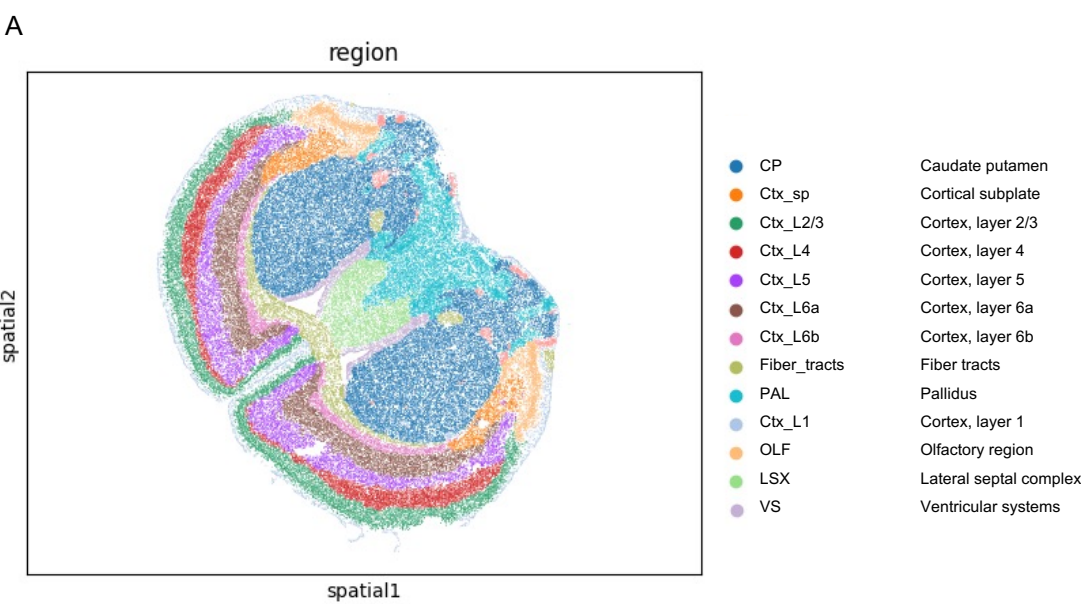 A
region
spatial2
spatial1
CP Caudate putamen
Ctx_sp Cortical subplate
Ctx_L2/3 Cortex, layer 2/3
Ctx_L4 Cortex, layer 4
Ctx_L5 Cortex, layer 5
Ctx_L6a Cortex, layer 6a
Ctx_L6b Cortex, layer 6b
Fiber_tracts Fiber tracts
PAL Pallidus
Ctx_L1 Cortex, layer 1
OLF Olfactory region
LSX Lateral septal complex
VS Ventricular systems